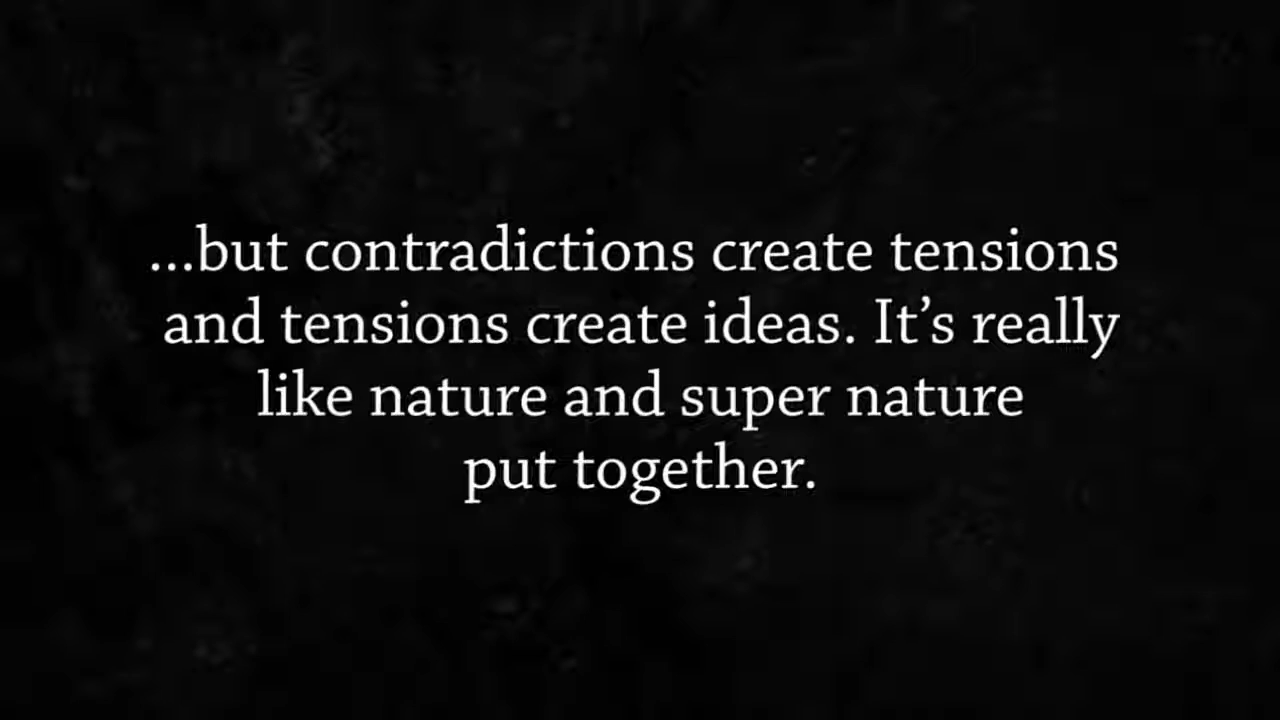 ...but contradictions create tensions
and tensions create ideas. It’s really
like nature and super nature
put together.